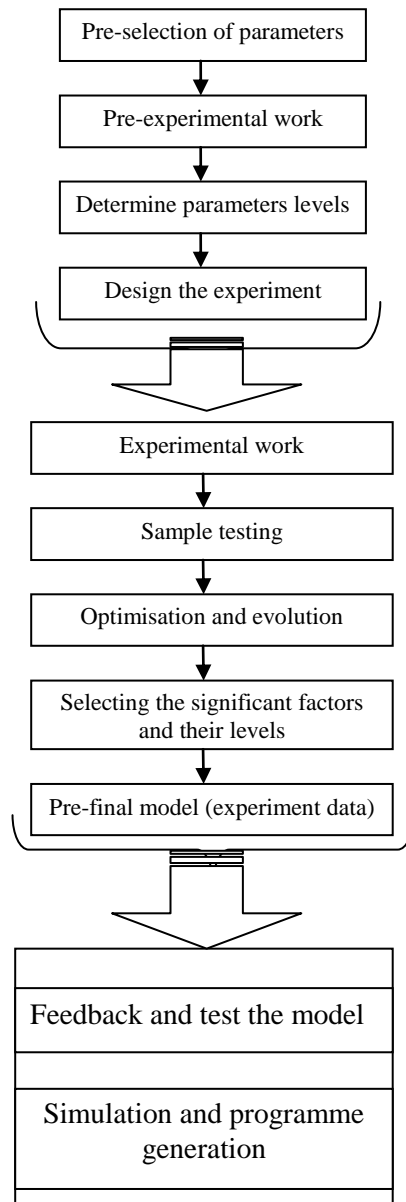 Pre-selection of parameters
Pre-experimental work
Determine parameters levels
Design the experiment
Experimental work
Sample testing
Optimisation and evolution
Selecting the significant factors
and their levels
Pre-final model (experiment data)
Feedback and test the model
Simulation and programme
generation